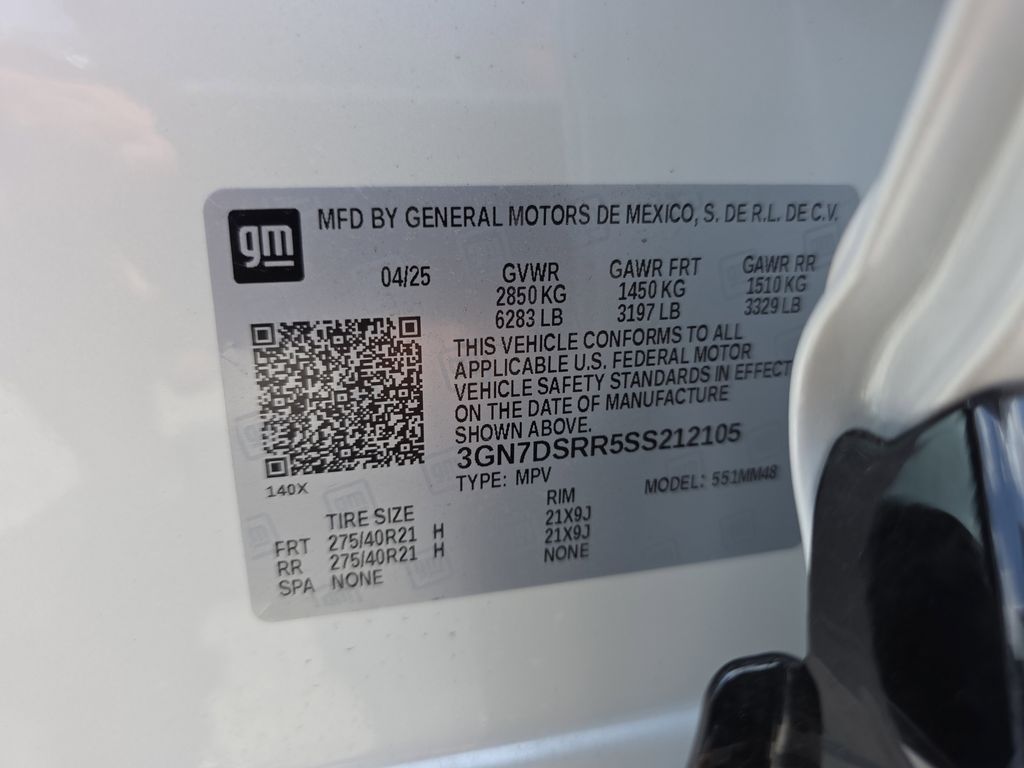 gm
MFD BY GENERAL MOTORS DE MEXICO, S. DE R.L. DE C.V.
04/25 GVWR GAWR FRT GAWR RR
2850 KG 1450 KG 1510 KG
6283 LB 3197 LB 3329 LB
THIS VEHICLE CONFORMS TO ALL
APPLICABLE U.S. FEDERAL MOTOR
VEHICLE SAFETY STANDARDS IN EFFECT
ON THE DATE OF MANUFACTURE
SHOWN ABOVE.
3GN7DSRR5SS212105
140X
TYPE: MPV MODEL: 551MM48
TIRE SIZE RIM
FRT 275/40R21 H 21X9J
RR 275/40R21 H 21X9J
SPA NONE NONE